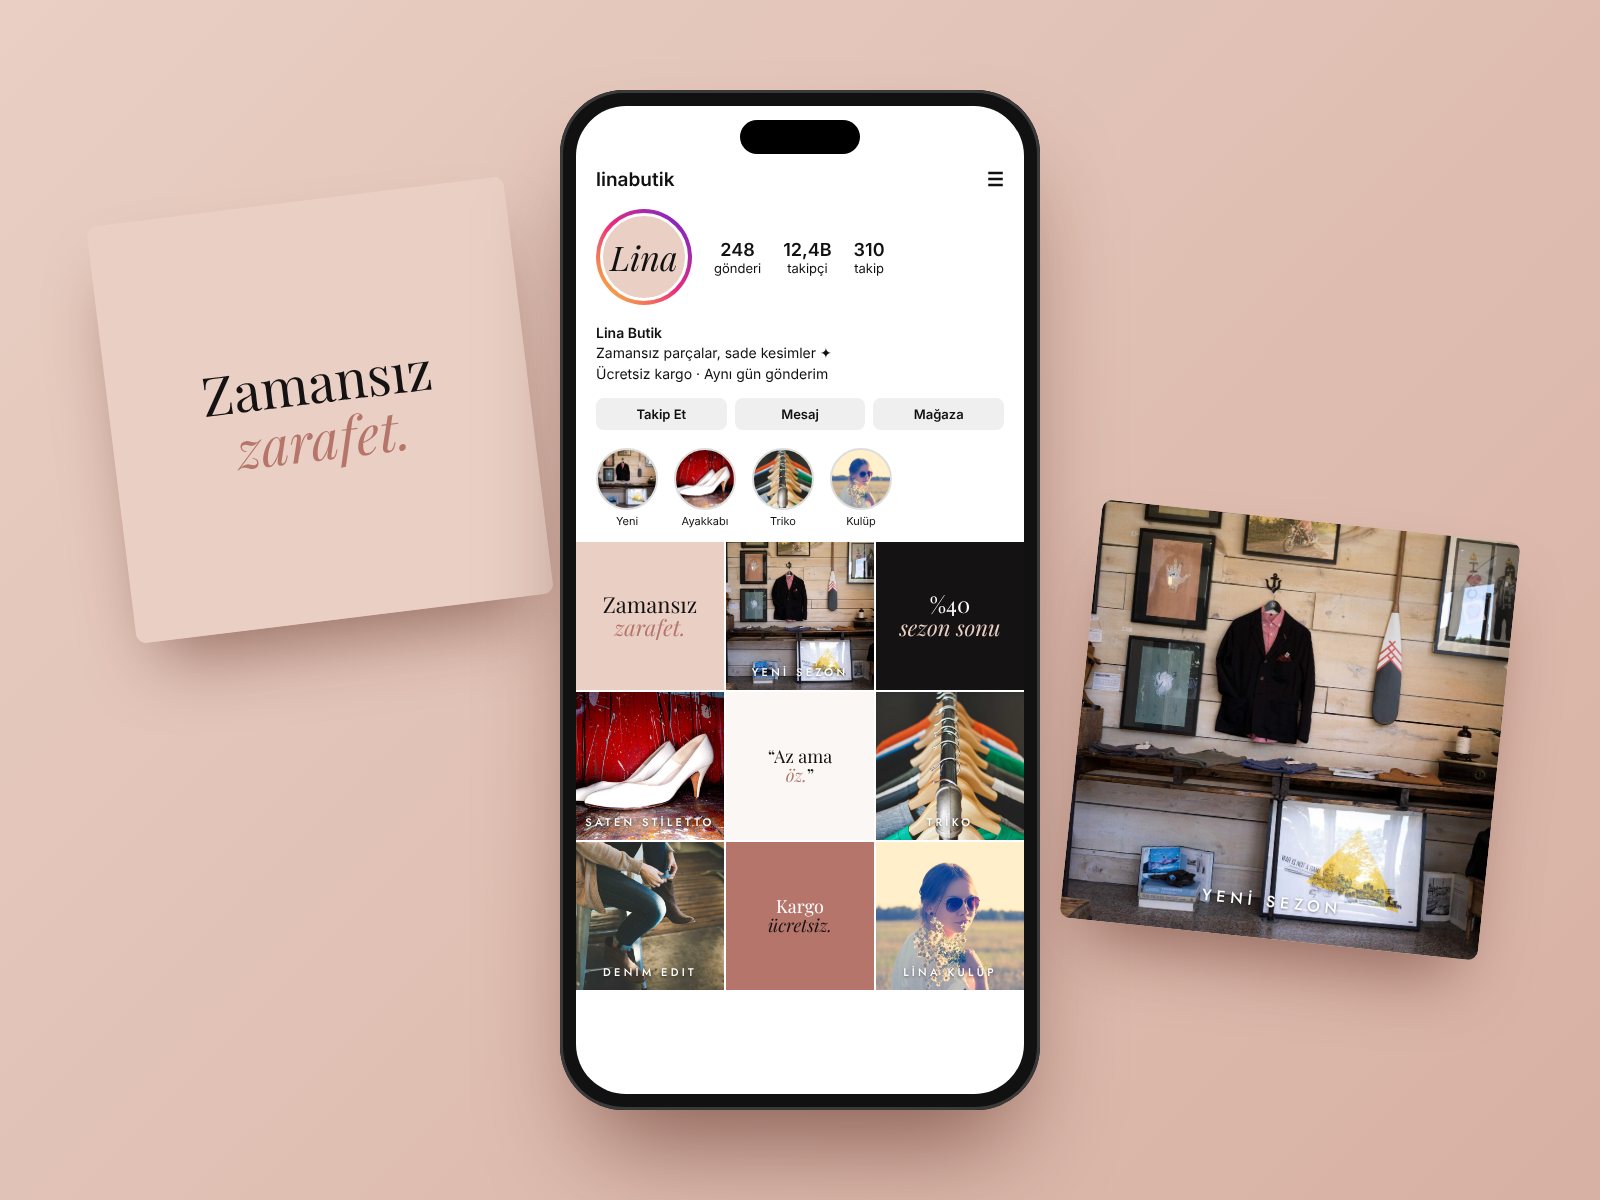 Zamansız
zarafet.
linabutik
Lina
248
gönderi
12,4B
takipçi
310
takip
Lina Butik
Zamansız parçalar, sade kesimler ✦
Ücretsiz kargo · Aynı gün gönderim
Takip Et
Mesaj
Mağaza
Yeni
Ayakkabı
Triko
Kulüp
Zamansız
zarafet.
YENİ SEZON
%40
sezon sonu
SATEN STİLETTO
“Az ama
öz.”
TRİKO
DENIM EDIT
Kargo
ücretsiz.
LİNA KULÜP
YENİ SEZON